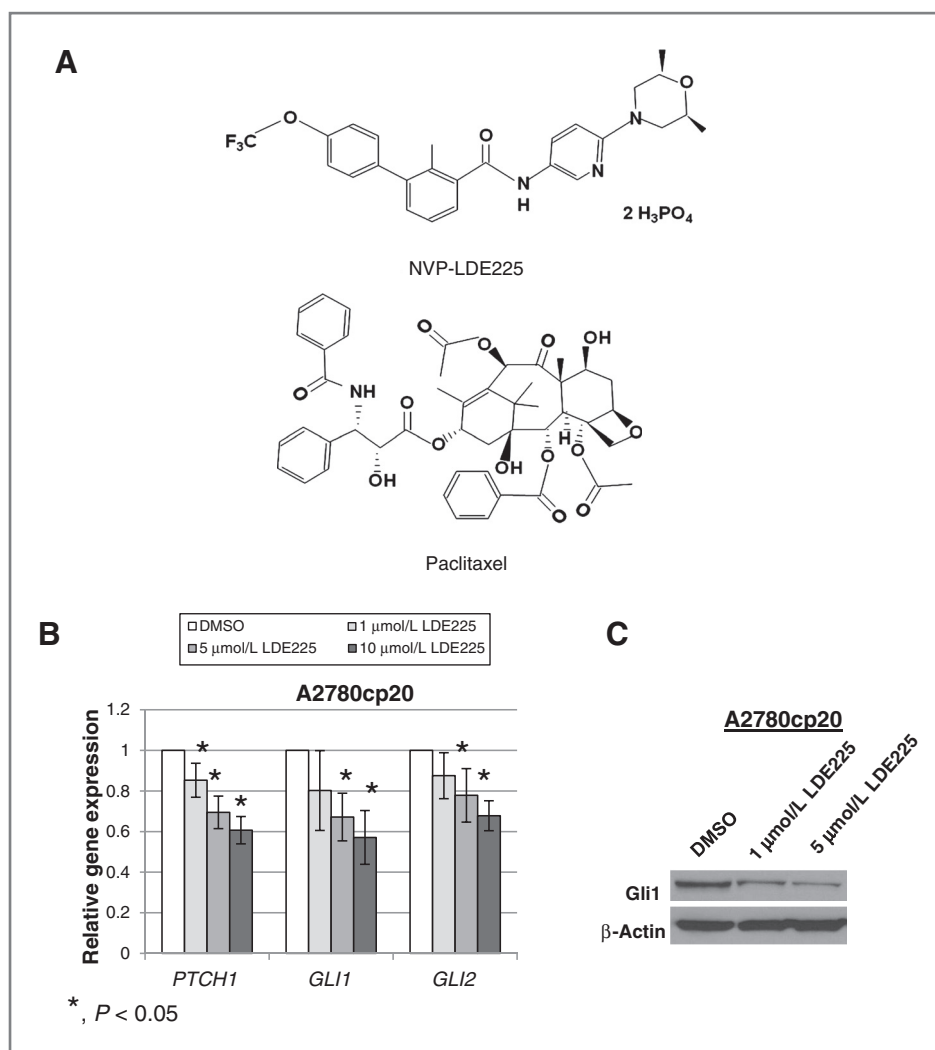 A
F₃C
O
O
N
H
N
N
O
2 H₃PO₄
NVP-LDE225
O
NH
O
OH
O
O
O
O
O
OH
OH
H
O
O
O
O
O
Paclitaxel
B
DMSO
1 µmol/L LDE225
5 µmol/L LDE225
10 µmol/L LDE225
A2780cp20
Relative gene expression
1.2
1
0.8
0.6
0.4
0.2
0
* * *
* *
* *
PTCH1
GLI1
GLI2
*, P < 0.05
C
A2780cp20
DMSO
1 µmol/L LDE225
5 µmol/L LDE225
Gli1
β-Actin